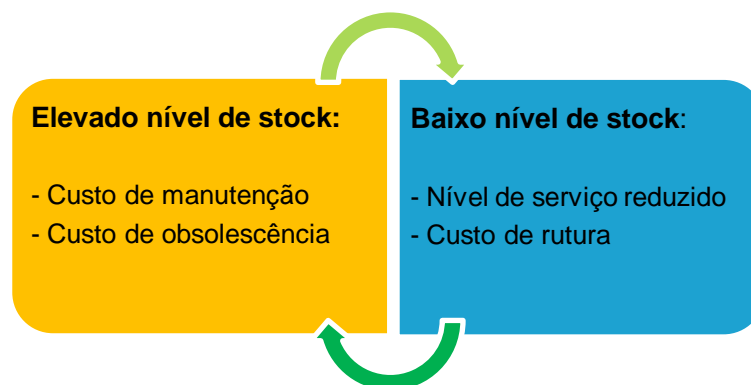 Elevado nível de stock:
- Custo de manutenção
- Custo de obsolescência
Baixo nível de stock:
- Nível de serviço reduzido
- Custo de rutura